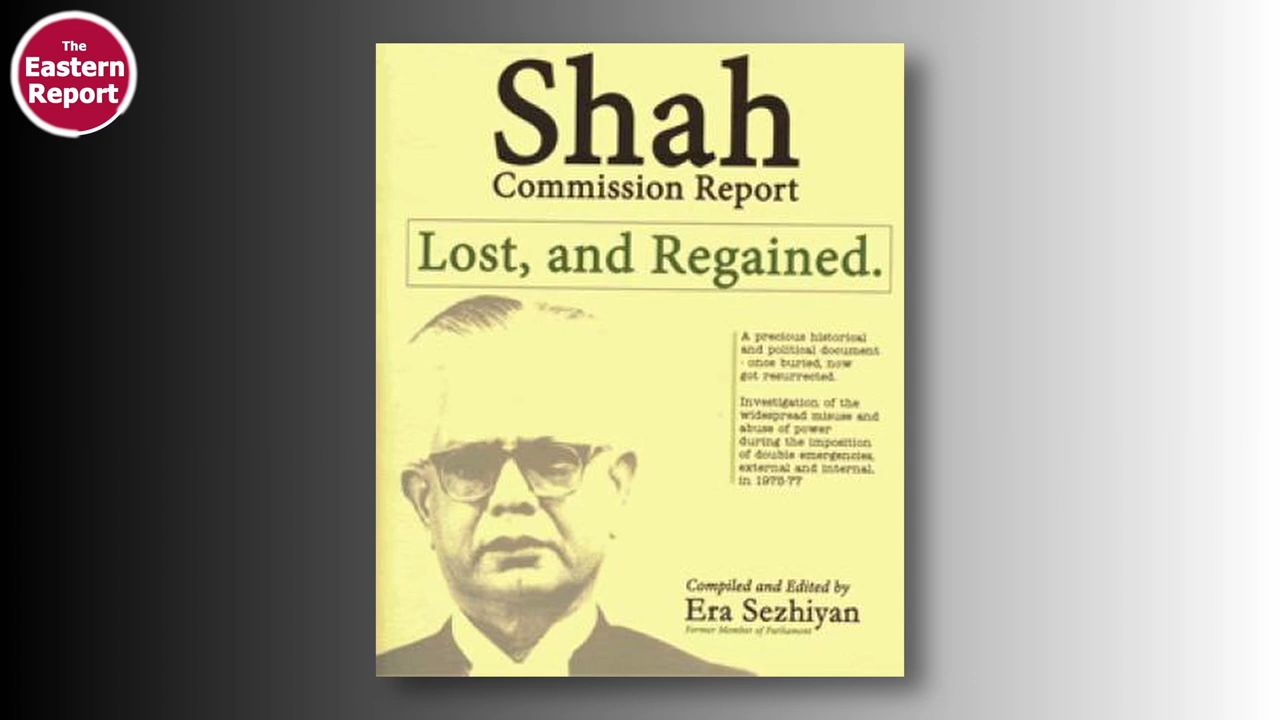 The
Eastern
Report
Shah
Commission Report
Lost, and Regained.
A precious historical
and political document
- once buried, now
got resurrected.
Investigation of the
widespread misuse and
abuse of power
during the imposition
of double emergencies,
external and internal,
in 1975-77
Compiled and Edited by
Era Sezhiyan
Former Member of Parliament